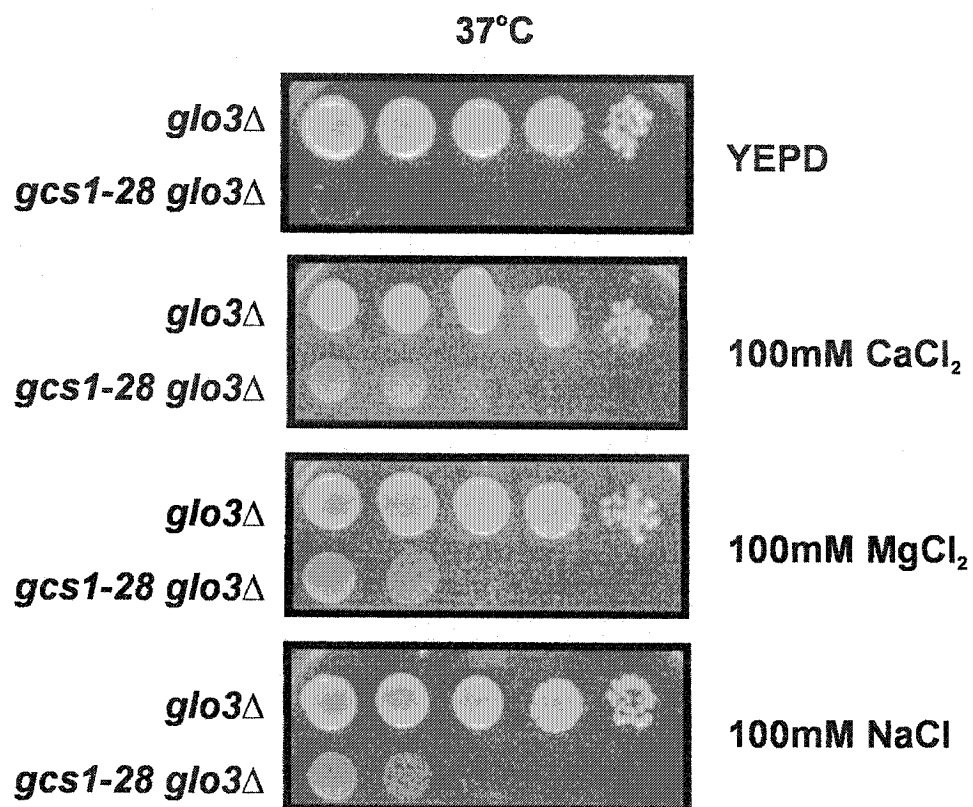 37°C
glo3Δ
gcs1-28 glo3Δ
YEPD
glo3Δ
gcs1-28 glo3Δ
100mM CaCl₂
glo3Δ
gcs1-28 glo3Δ
100mM MgCl₂
glo3Δ
gcs1-28 glo3Δ
100mM NaCl